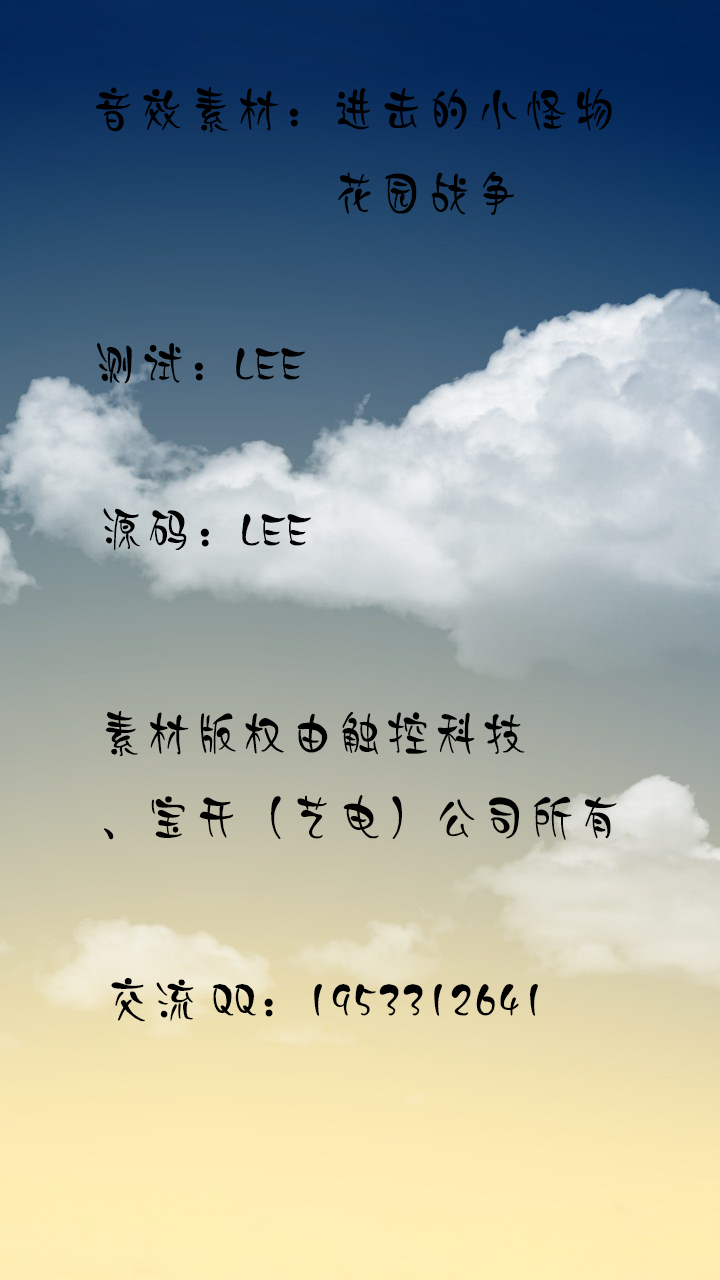 音效素材：进击的小怪物
花园战争
测试：LEE
源码：LEE
素材版权由触控科技
、宝开（艺电）公司所有
交流QQ：1953312641